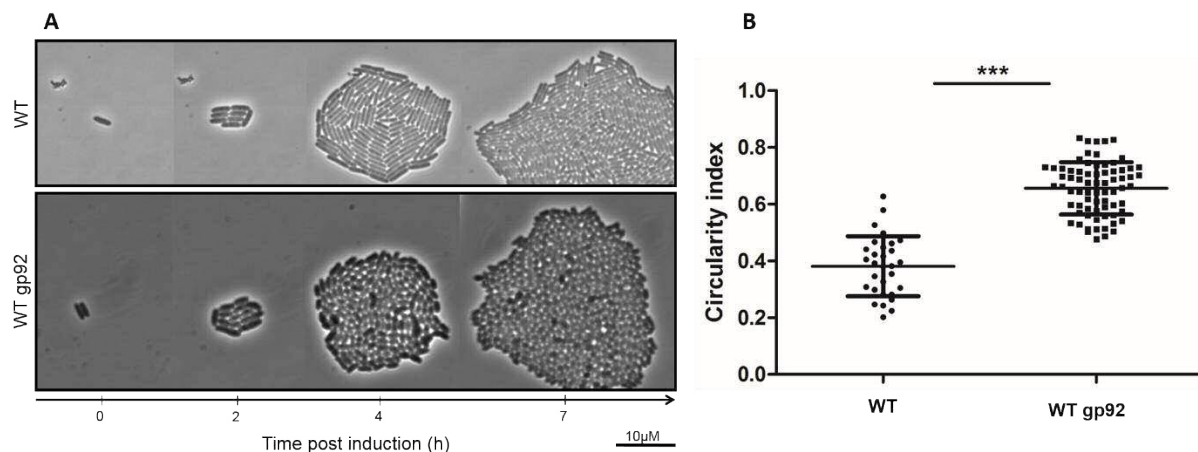 A
WT
WT gp92
0 2 4 7
Time post induction (h)
10µM
B
***
1.0
0.8
0.6
0.4
0.2
0.0
Circularity index
WT WT gp92